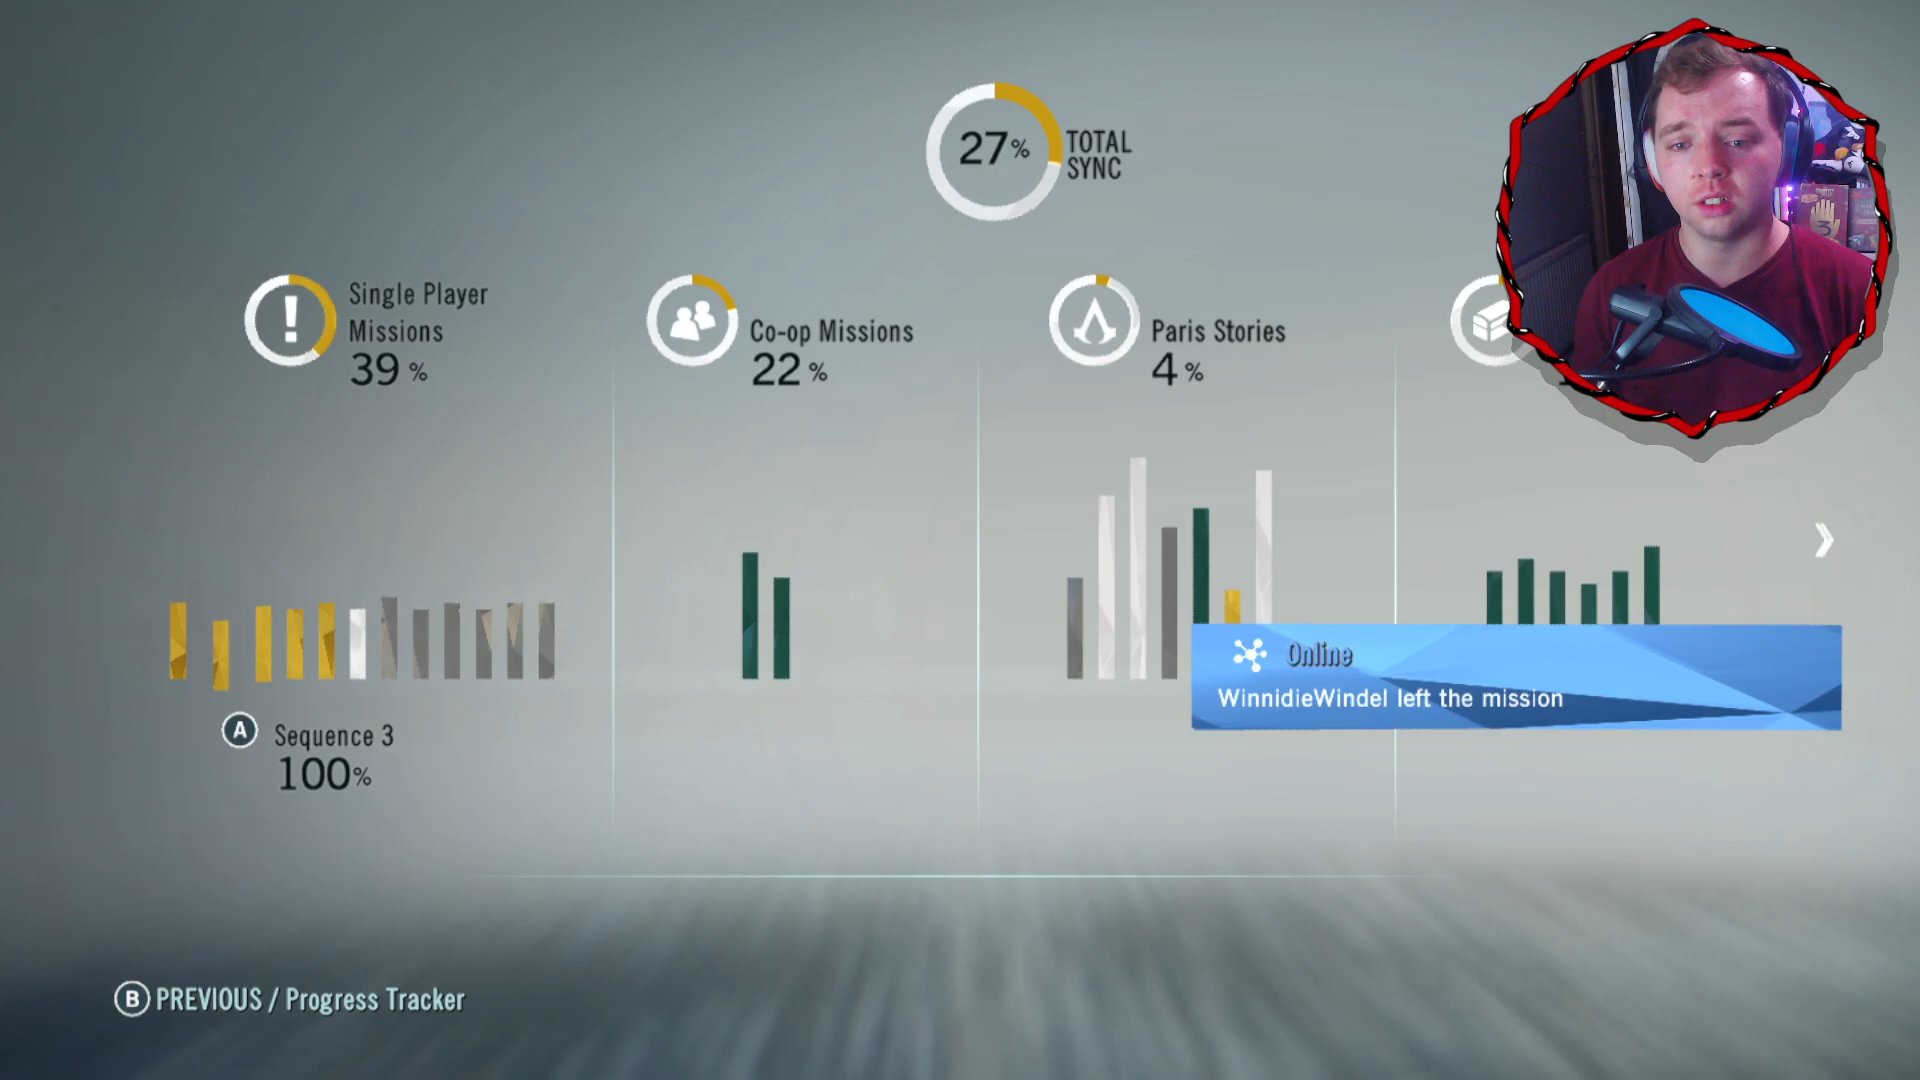 27%
TOTAL
SYNC
Single Player
Missions
39 %
Co-op Missions
22 %
Paris Stories
4 %
3
Online
WinnidieWindel left the mission
A
Sequence 3
100%
B PREVIOUS / Progress Tracker